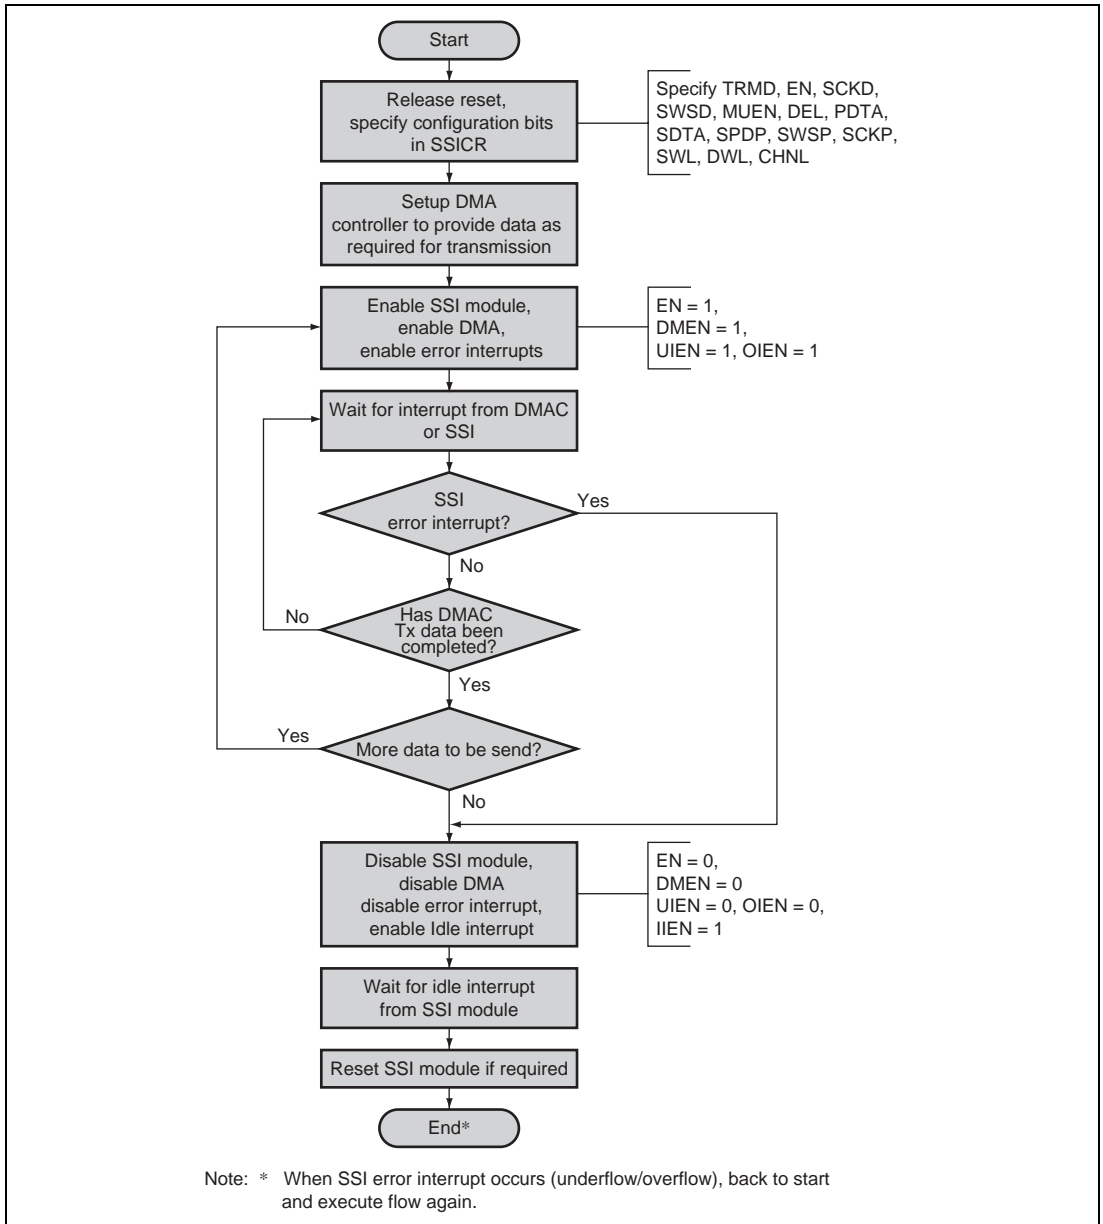 Start
Release reset,
specify configuration bits
in SSICR
Specify TRMD, EN, SCKD,
SWSD, MUEN, DEL, PDTA,
SDTA, SPDP, SWSP, SCKP,
SWL, DWL, CHNL
Setup DMA
controller to provide data as
required for transmission
Enable SSI module,
enable DMA,
enable error interrupts
EN = 1,
DMEN = 1,
UIEN = 1, OIEN = 1
Wait for interrupt from DMAC
or SSI
SSI
error interrupt?
Yes
No
Has DMAC
Tx data been
completed?
No
Yes
More data to be send?
Yes
No
Disable SSI module,
disable DMA
disable error interrupt,
enable Idle interrupt
EN = 0,
DMEN = 0
UIEN = 0, OIEN = 0,
IIEN = 1
Wait for idle interrupt
from SSI module
Reset SSI module if required
End*
Note: * When SSI error interrupt occurs (underflow/overflow), back to start
and execute flow again.